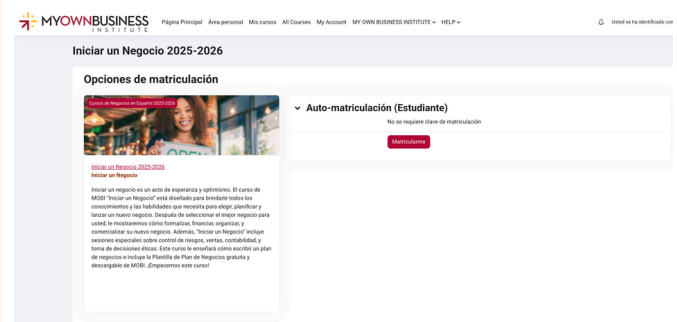 MYOWNBUSINESS
INSTITUTE
Página Principal Área personal Mis cursos All Courses My Account MY OWN BUSINESS INSTITUTE HELP
Usted se ha identificado con
Iniciar un Negocio 2025-2026
Opciones de matriculación
Cursos de Negocios en Español 2025-2026
OPEN
Iniciar un Negocio 2025-2026
Iniciar un Negocio
Iniciar un negocio es un acto de esperanza y optimismo. El curso de
MOBI "Iniciar un Negocio" está diseñado para brindarle todos los
conocimientos y las habilidades que necesita para elegir, planificar y
lanzar un nuevo negocio. Después de seleccionar el mejor negocio para
usted, le mostraremos cómo formalizar, financiar, organizar, y
comercializar su nuevo negocio. Además, "Iniciar un Negocio" incluye
sesiones especiales sobre control de riesgos, ventas, contabilidad, y
toma de decisiones éticas. Este curso le enseñará cómo escribir un plan
de negocios e incluye la Plantilla de Plan de Negocios gratuita y
descargable de MOBI. ¡Empecemos este curso!
Auto-matriculación (Estudiante)
No se requiere clave de matriculación
Matricularme